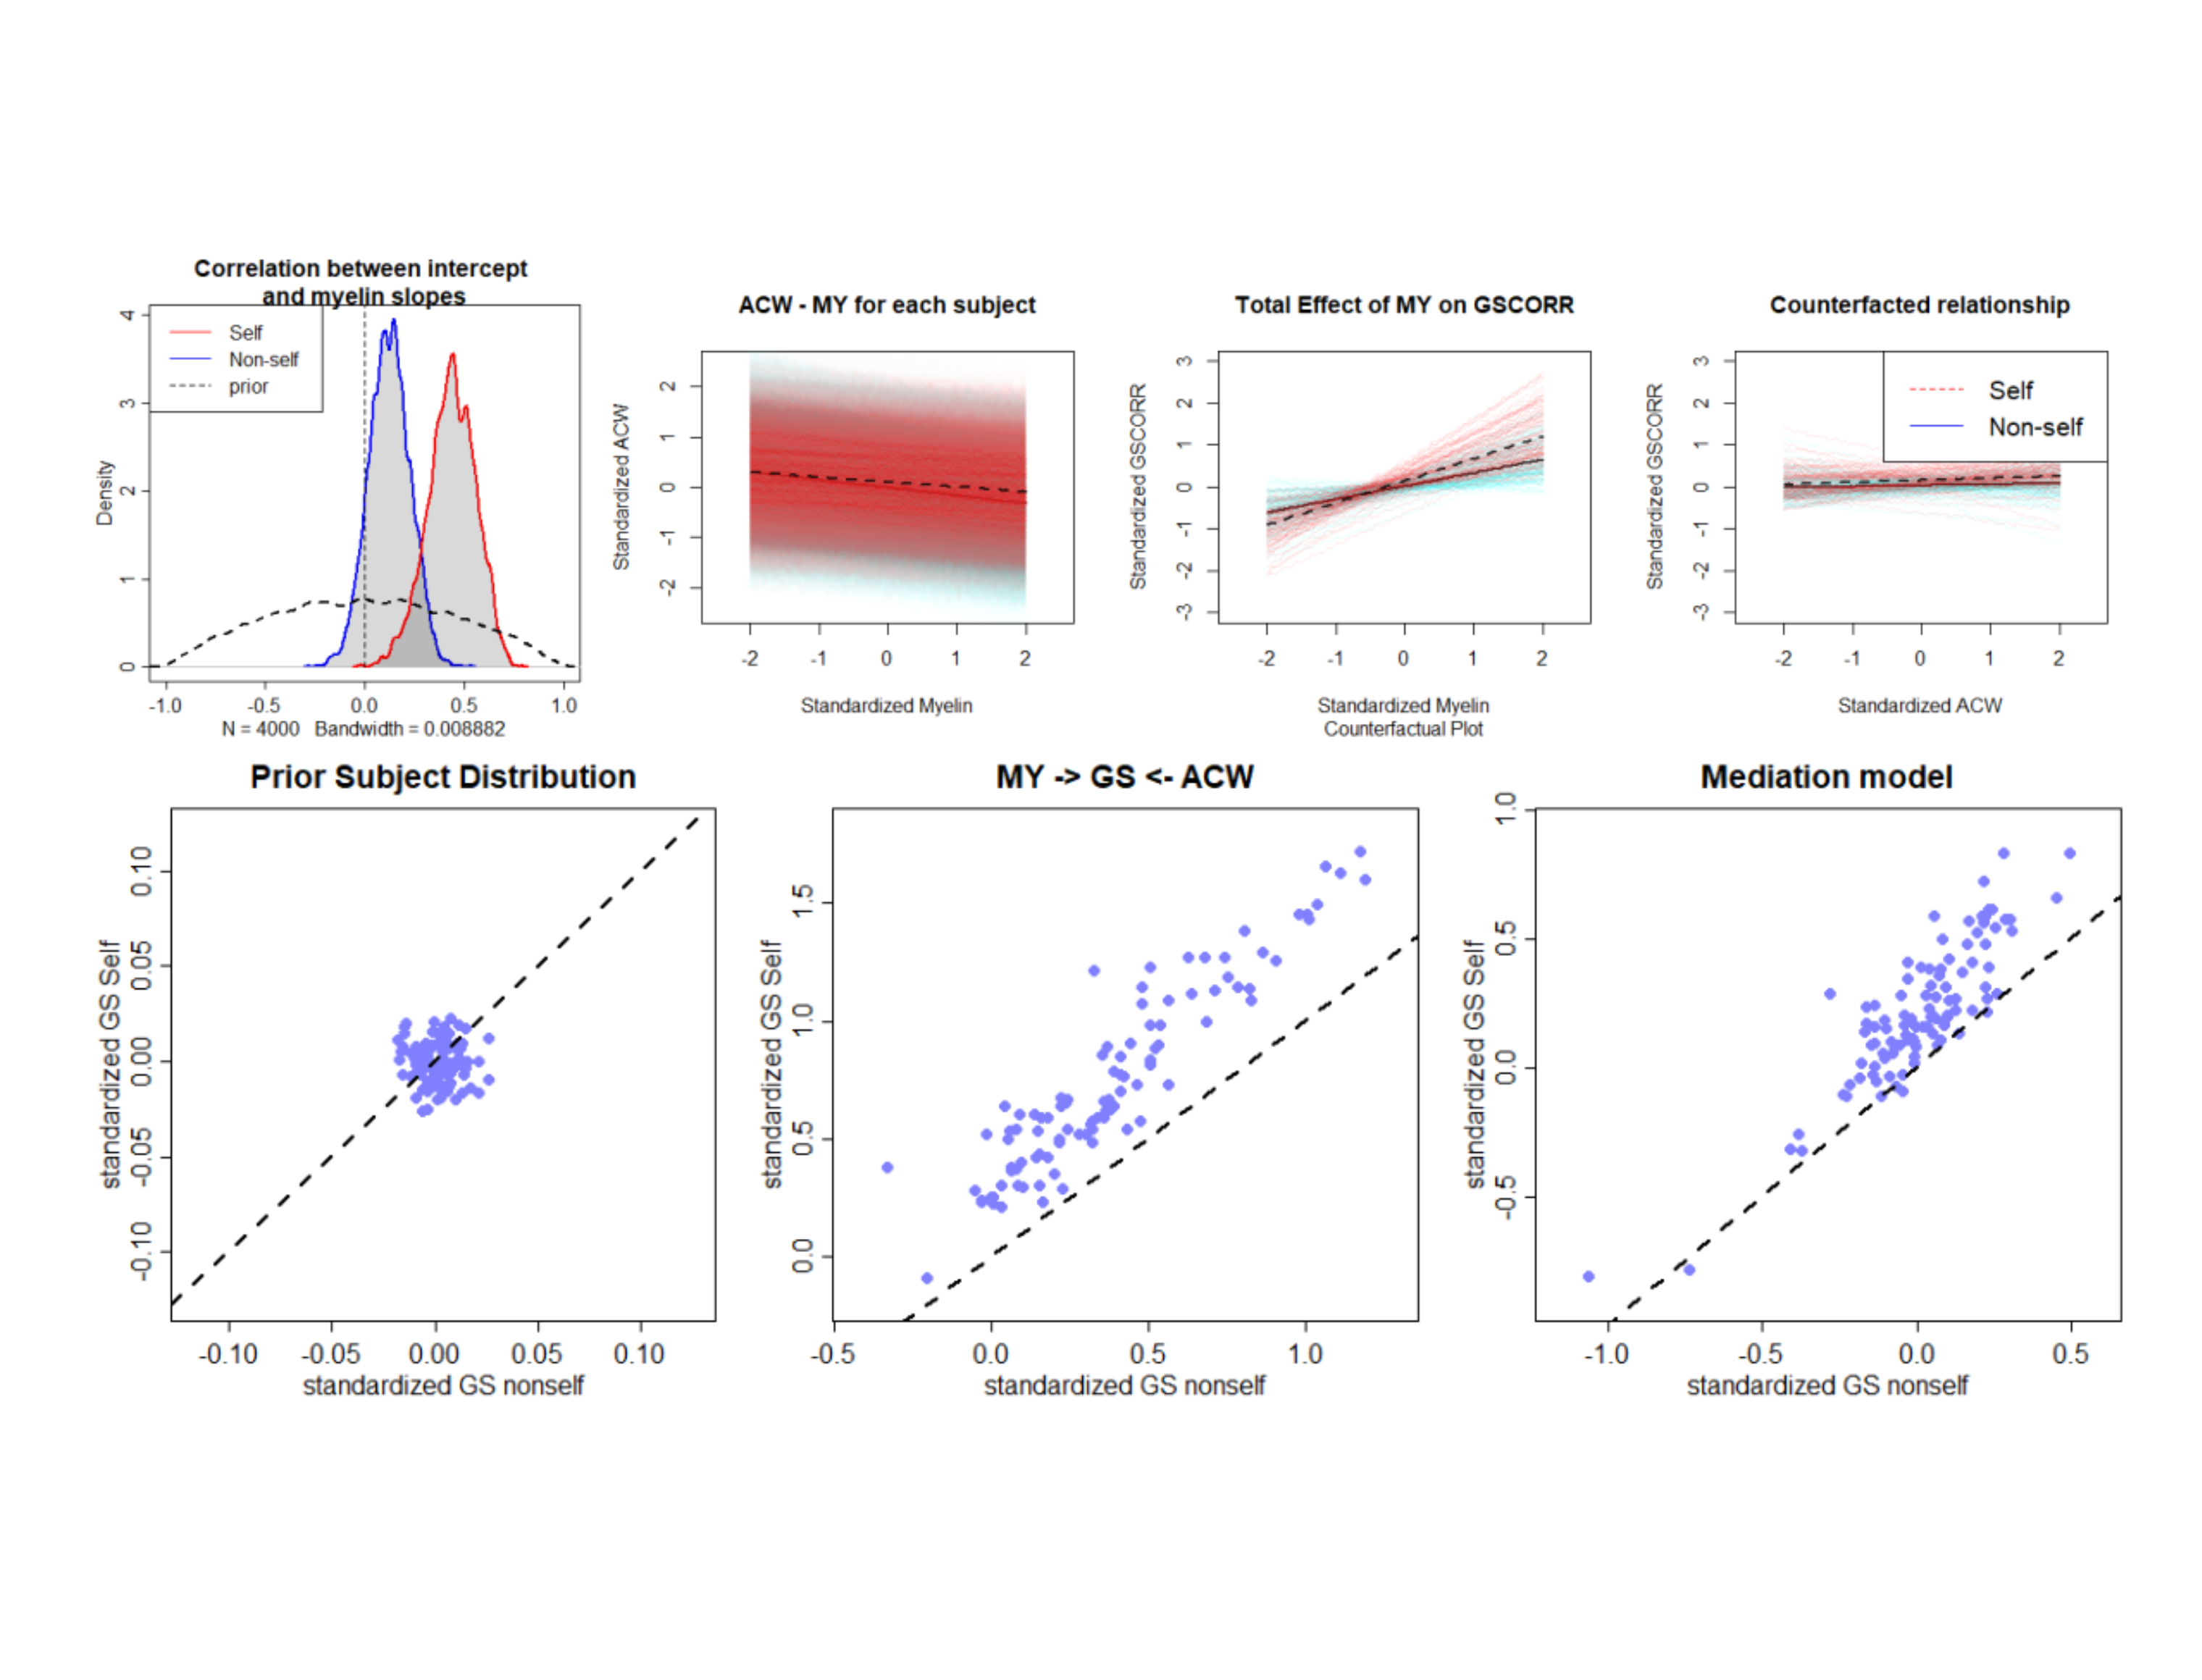 Correlation between intercept
and myelin slopes
Self
Non-self
prior
Density
0
1
2
3
4
-1.0
-0.5
0.0
0.5
1.0
N = 4000 Bandwidth = 0.008882
ACW - MY for each subject
Standardized ACW
-2
-1
0
1
2
-2
-1
0
1
2
Standardized Myelin
Total Effect of MY on GSCORR
Standardized GSCORR
-3
-2
-1
0
1
2
3
-2
-1
0
1
2
Standardized Myelin
Counterfactual Plot
Counterfacted relationship
Self
Non-self
Standardized GSCORR
-3
-2
-1
0
1
2
3
-2
-1
0
1
2
Standardized ACW
Prior Subject Distribution
standardized GS Self
-0.10
-0.05
0.00
0.05
0.10
-0.10
-0.05
0.00
0.05
0.10
standardized GS nonself
MY -> GS <- ACW
standardized GS Self
0.0
0.5
1.0
1.5
-0.5
0.0
0.5
1.0
standardized GS nonself
Mediation model
standardized GS Self
-0.5
0.0
0.5
1.0
-1.0
-0.5
0.0
0.5
standardized GS nonself